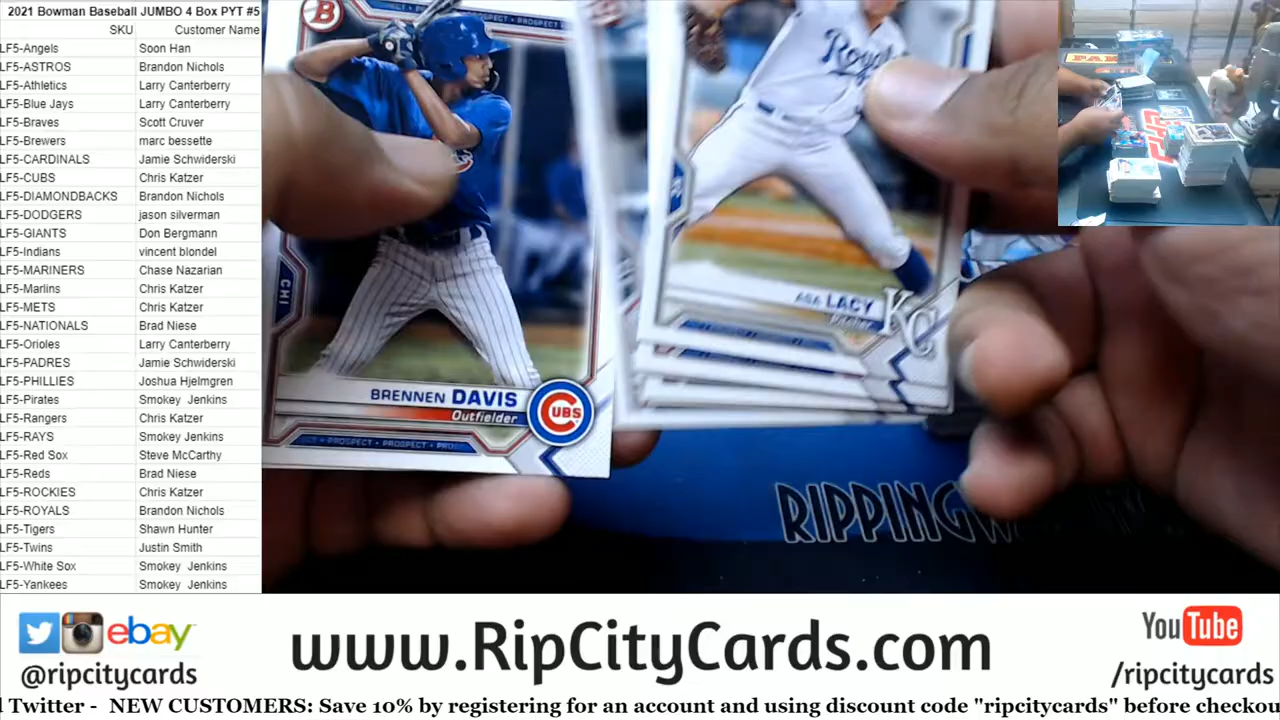 2021 Bowman Baseball JUMBO 4 Box PYT #5
SKU Customer Name
LF5-Angels Soon Han
LF5-ASTROS Brandon Nichols
LF5-Athletics Larry Canterberry
LF5-Blue Jays Larry Canterberry
LF5-Braves Scott Cruver
LF5-Brewers marc bessette
LF5-CARDINALS Jamie Schwiderski
LF5-CUBS Chris Katzer
LF5-DIAMONDBACKS Brandon Nichols
LF5-DODGERS jason silverman
LF5-GIANTS Don Bergmann
LF5-Indians vincent blondel
LF5-MARINERS Chase Nazarian
LF5-Marlins Chris Katzer
LF5-METS Chris Katzer
LF5-NATIONALS Brad Niese
LF5-Orioles Larry Canterberry
LF5-PADRES Jamie Schwiderski
LF5-PHILLIES Joshua Hjelmgren
LF5-Pirates Smokey Jenkins
LF5-Rangers Chris Katzer
LF5-RAYS Smokey Jenkins
LF5-Red Sox Steve McCarthy
LF5-Reds Brad Niese
LF5-ROCKIES Chris Katzer
LF5-ROYALS Brandon Nichols
LF5-Tigers Shawn Hunter
LF5-Twins Justin Smith
LF5-White Sox Smokey Jenkins
LF5-Yankees Smokey Jenkins
B
CHI
BRENNEN DAVIS
Outfielder
CUBS
PROSPECT • PROSPECT
Royals
ASA LACY
Pitcher
KC
RIPPING
ebay
@ripcitycards
www.RipCityCards.com
YouTube
/ripcitycards
Twitter - NEW CUSTOMERS: Save 10% by registering for an account and using discount code "ripcitycards" before